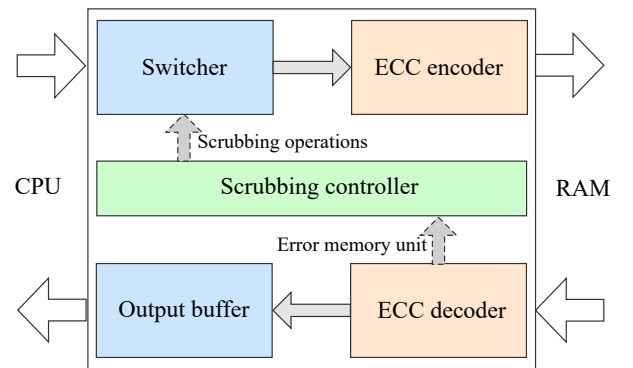 Switcher
ECC encoder
Scrubbing operations
CPU
Scrubbing controller
RAM
Error memory unit
Output buffer
ECC decoder